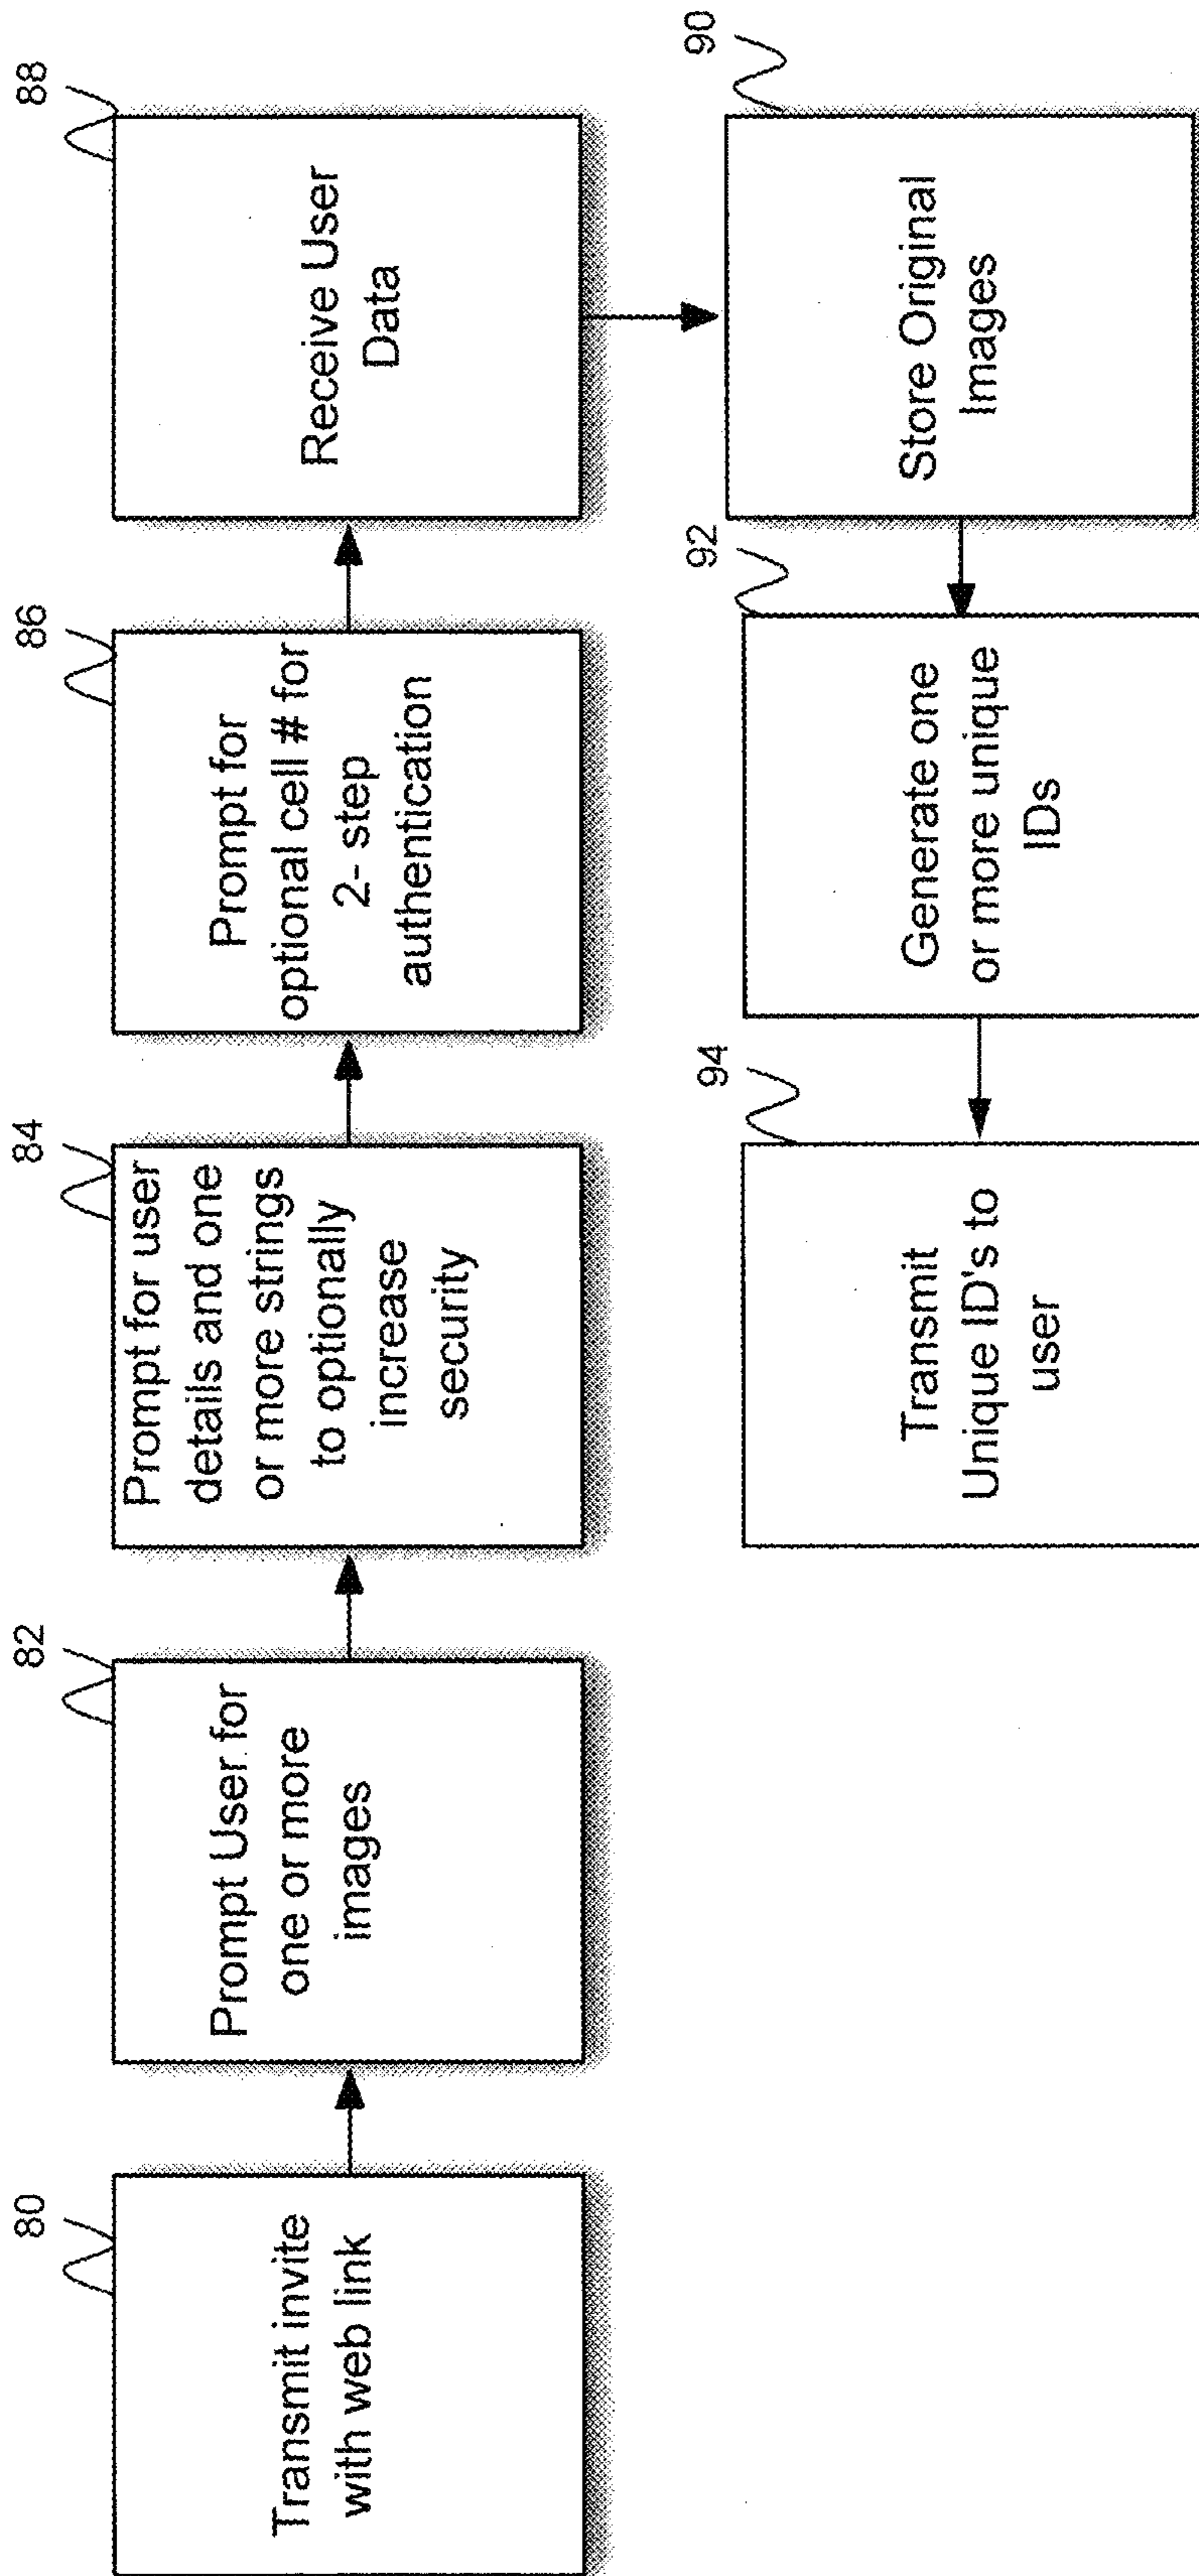 80
Transmit invite
with web link
82
Prompt User for
one or more
images
84
Prompt for user
details and one
or more strings
to optionally
increase
security
86
Prompt for
optional cell # for
2- step
authentication
88
Receive User
Data
90
Store Original
Images
92
Generate one
or more unique
IDs
94
Transmit
Unique ID's to
user